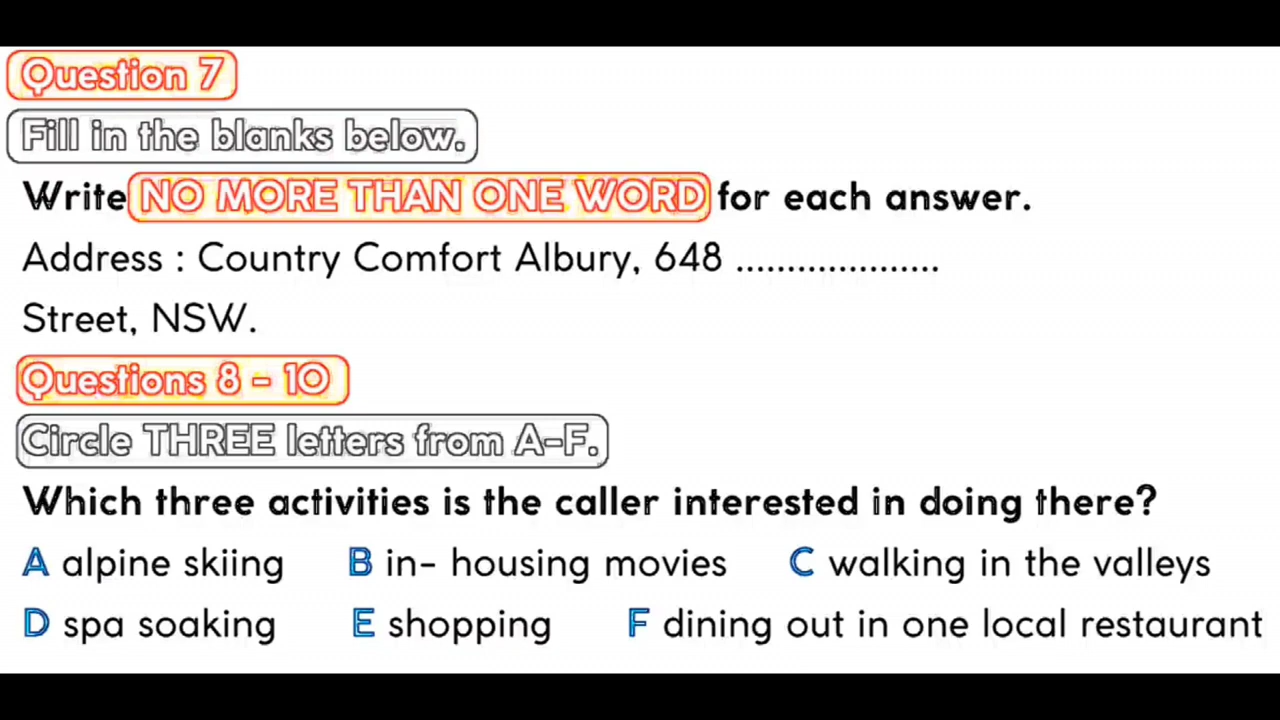 Question 7
Fill in the blanks below.
Write NO MORE THAN ONE WORD for each answer.
Address : Country Comfort Albury, 648 ....................
Street, NSW.
Questions 8 - 10
Circle THREE letters from A-F.
Which three activities is the caller interested in doing there?
A alpine skiing B in- housing movies C walking in the valleys
D spa soaking E shopping F dining out in one local restaurant